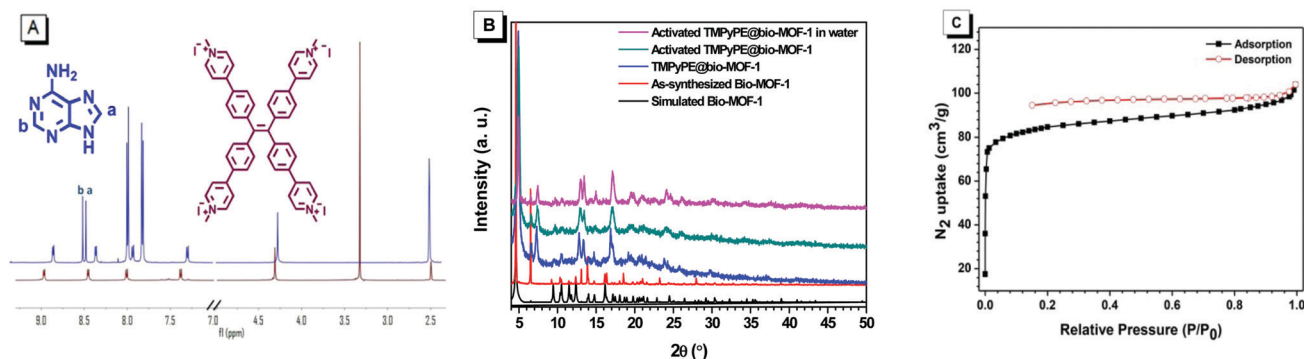 A
NH₂
N
N
a
b
N
N
H
b a
I⁻
N⁺
N⁺
I⁻
I⁻
N⁺
N⁺
I⁻
9.0 8.5 8.0 7.5 7.0 4.5 4.0 3.5 3.0 2.5
fl (ppm)
B
Activated TMPyPE@bio-MOF-1 in water
Activated TMPyPE@bio-MOF-1
TMPyPE@bio-MOF-1
As-synthesized Bio-MOF-1
Simulated Bio-MOF-1
Intensity (a. u.)
5 10 15 20 25 30 35 40 45 50
2θ (°)
C
Adsorption
Desorption
N₂ uptake (cm³/g)
120
100
80
60
40
20
0.0 0.2 0.4 0.6 0.8 1.0
Relative Pressure (P/P₀)